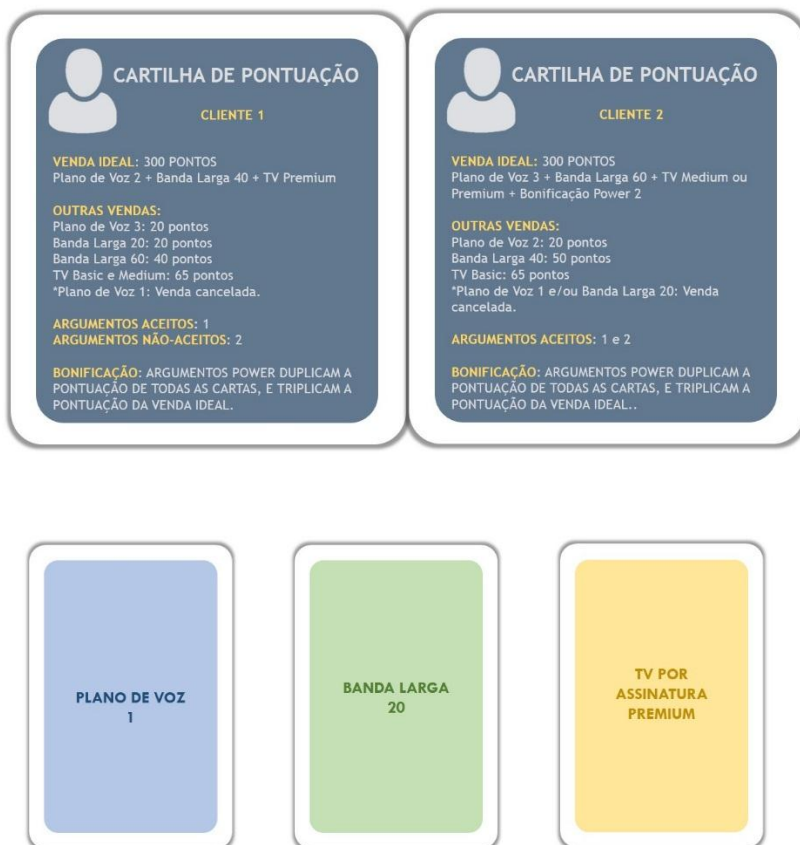 CARTILHA DE PONTUAÇÃO
CLIENTE 1
VENDA IDEAL: 300 PONTOS
Plano de Voz 2 + Banda Larga 40 + TV Premium
OUTRAS VENDAS:
Plano de Voz 3: 20 pontos
Banda Larga 20: 20 pontos
Banda Larga 60: 40 pontos
TV Basic e Medium: 65 pontos
*Plano de Voz 1: Venda cancelada.
ARGUMENTOS ACEITOS: 1
ARGUMENTOS NÃO-ACEITOS: 2
BONIFICAÇÃO: ARGUMENTOS POWER DUPLICAM A
PONTUAÇÃO DE TODAS AS CARTAS, E TRIPLICAM A
PONTUAÇÃO DA VENDA IDEAL.
CARTILHA DE PONTUAÇÃO
CLIENTE 2
VENDA IDEAL: 300 PONTOS
Plano de Voz 3 + Banda Larga 60 + TV Medium ou
Premium + Bonificação Power 2
OUTRAS VENDAS:
Plano de Voz 2: 20 pontos
Banda Larga 40: 50 pontos
TV Basic: 65 pontos
*Plano de Voz 1 e/ou Banda Larga 20: Venda
cancelada.
ARGUMENTOS ACEITOS: 1 e 2
BONIFICAÇÃO: ARGUMENTOS POWER DUPLICAM A
PONTUAÇÃO DE TODAS AS CARTAS, E TRIPLICAM A
PONTUAÇÃO DA VENDA IDEAL..
PLANO DE VOZ
1
BANDA LARGA
20
TV POR
ASSINATURA
PREMIUM